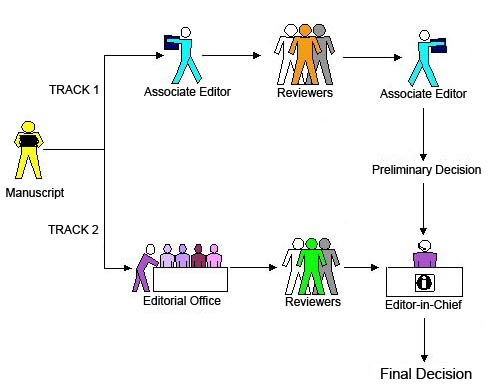 TRACK 1
Associate Editor
Reviewers
Associate Editor
Manuscript
Preliminary Decision
TRACK 2
Editorial Office
Reviewers
Editor-in-Chief
Final Decision